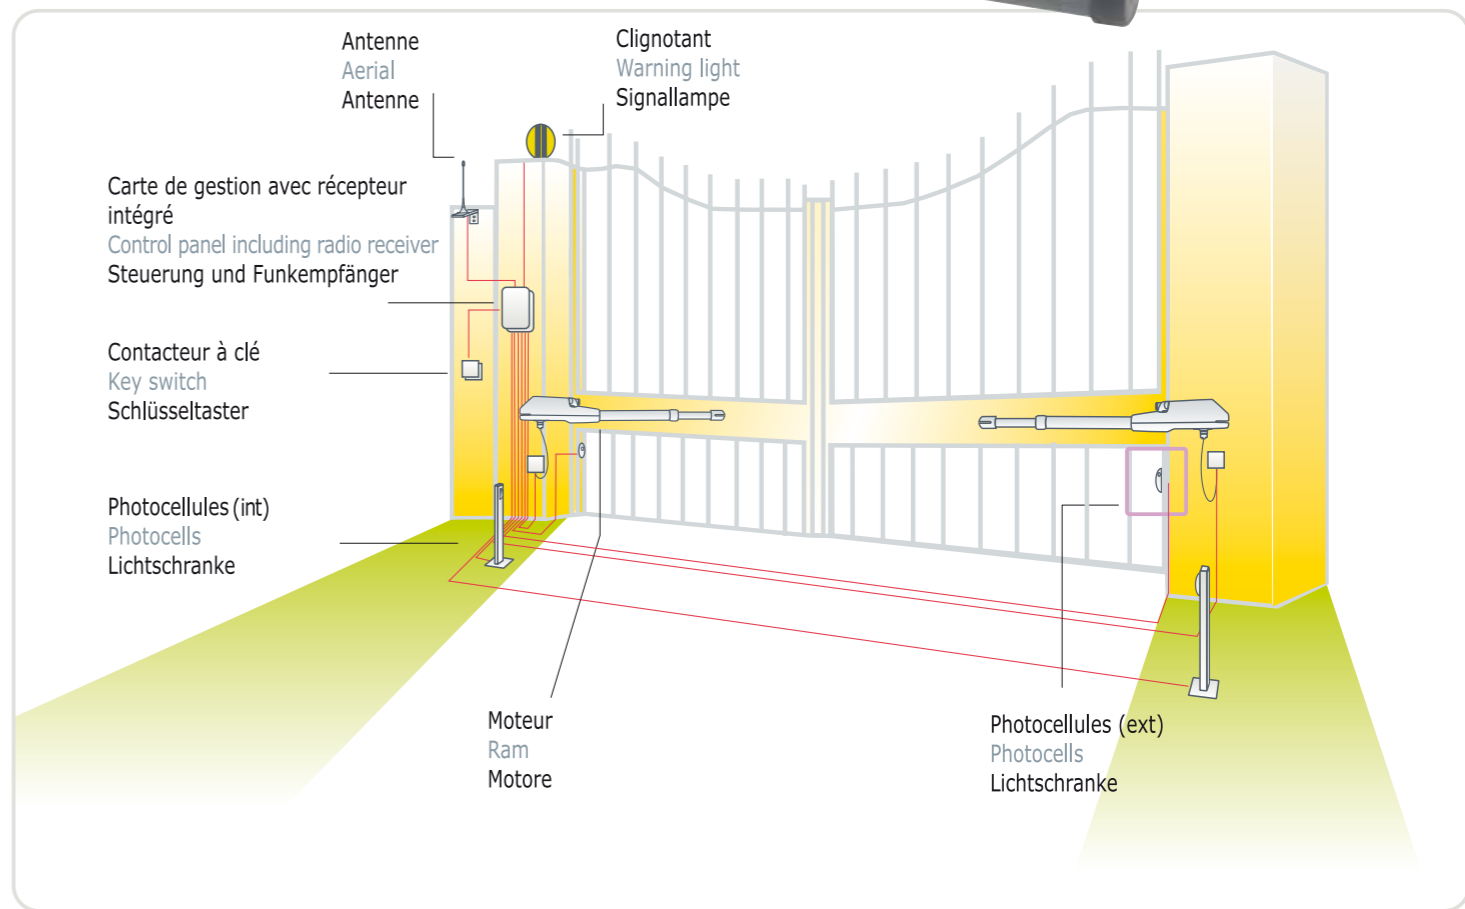 Antenne
Aerial
Antenne
Clignotant
Warning light
Signallampe
Carte de gestion avec récepteur
intégré
Control panel including radio receiver
Steuerung und Funkempfänger
Contacteur à clé
Key switch
Schlüsseltaster
Photocellules (int)
Photocells
Lichtschranke
Moteur
Ram
Motore
Photocellules (ext)
Photocells
Lichtschranke